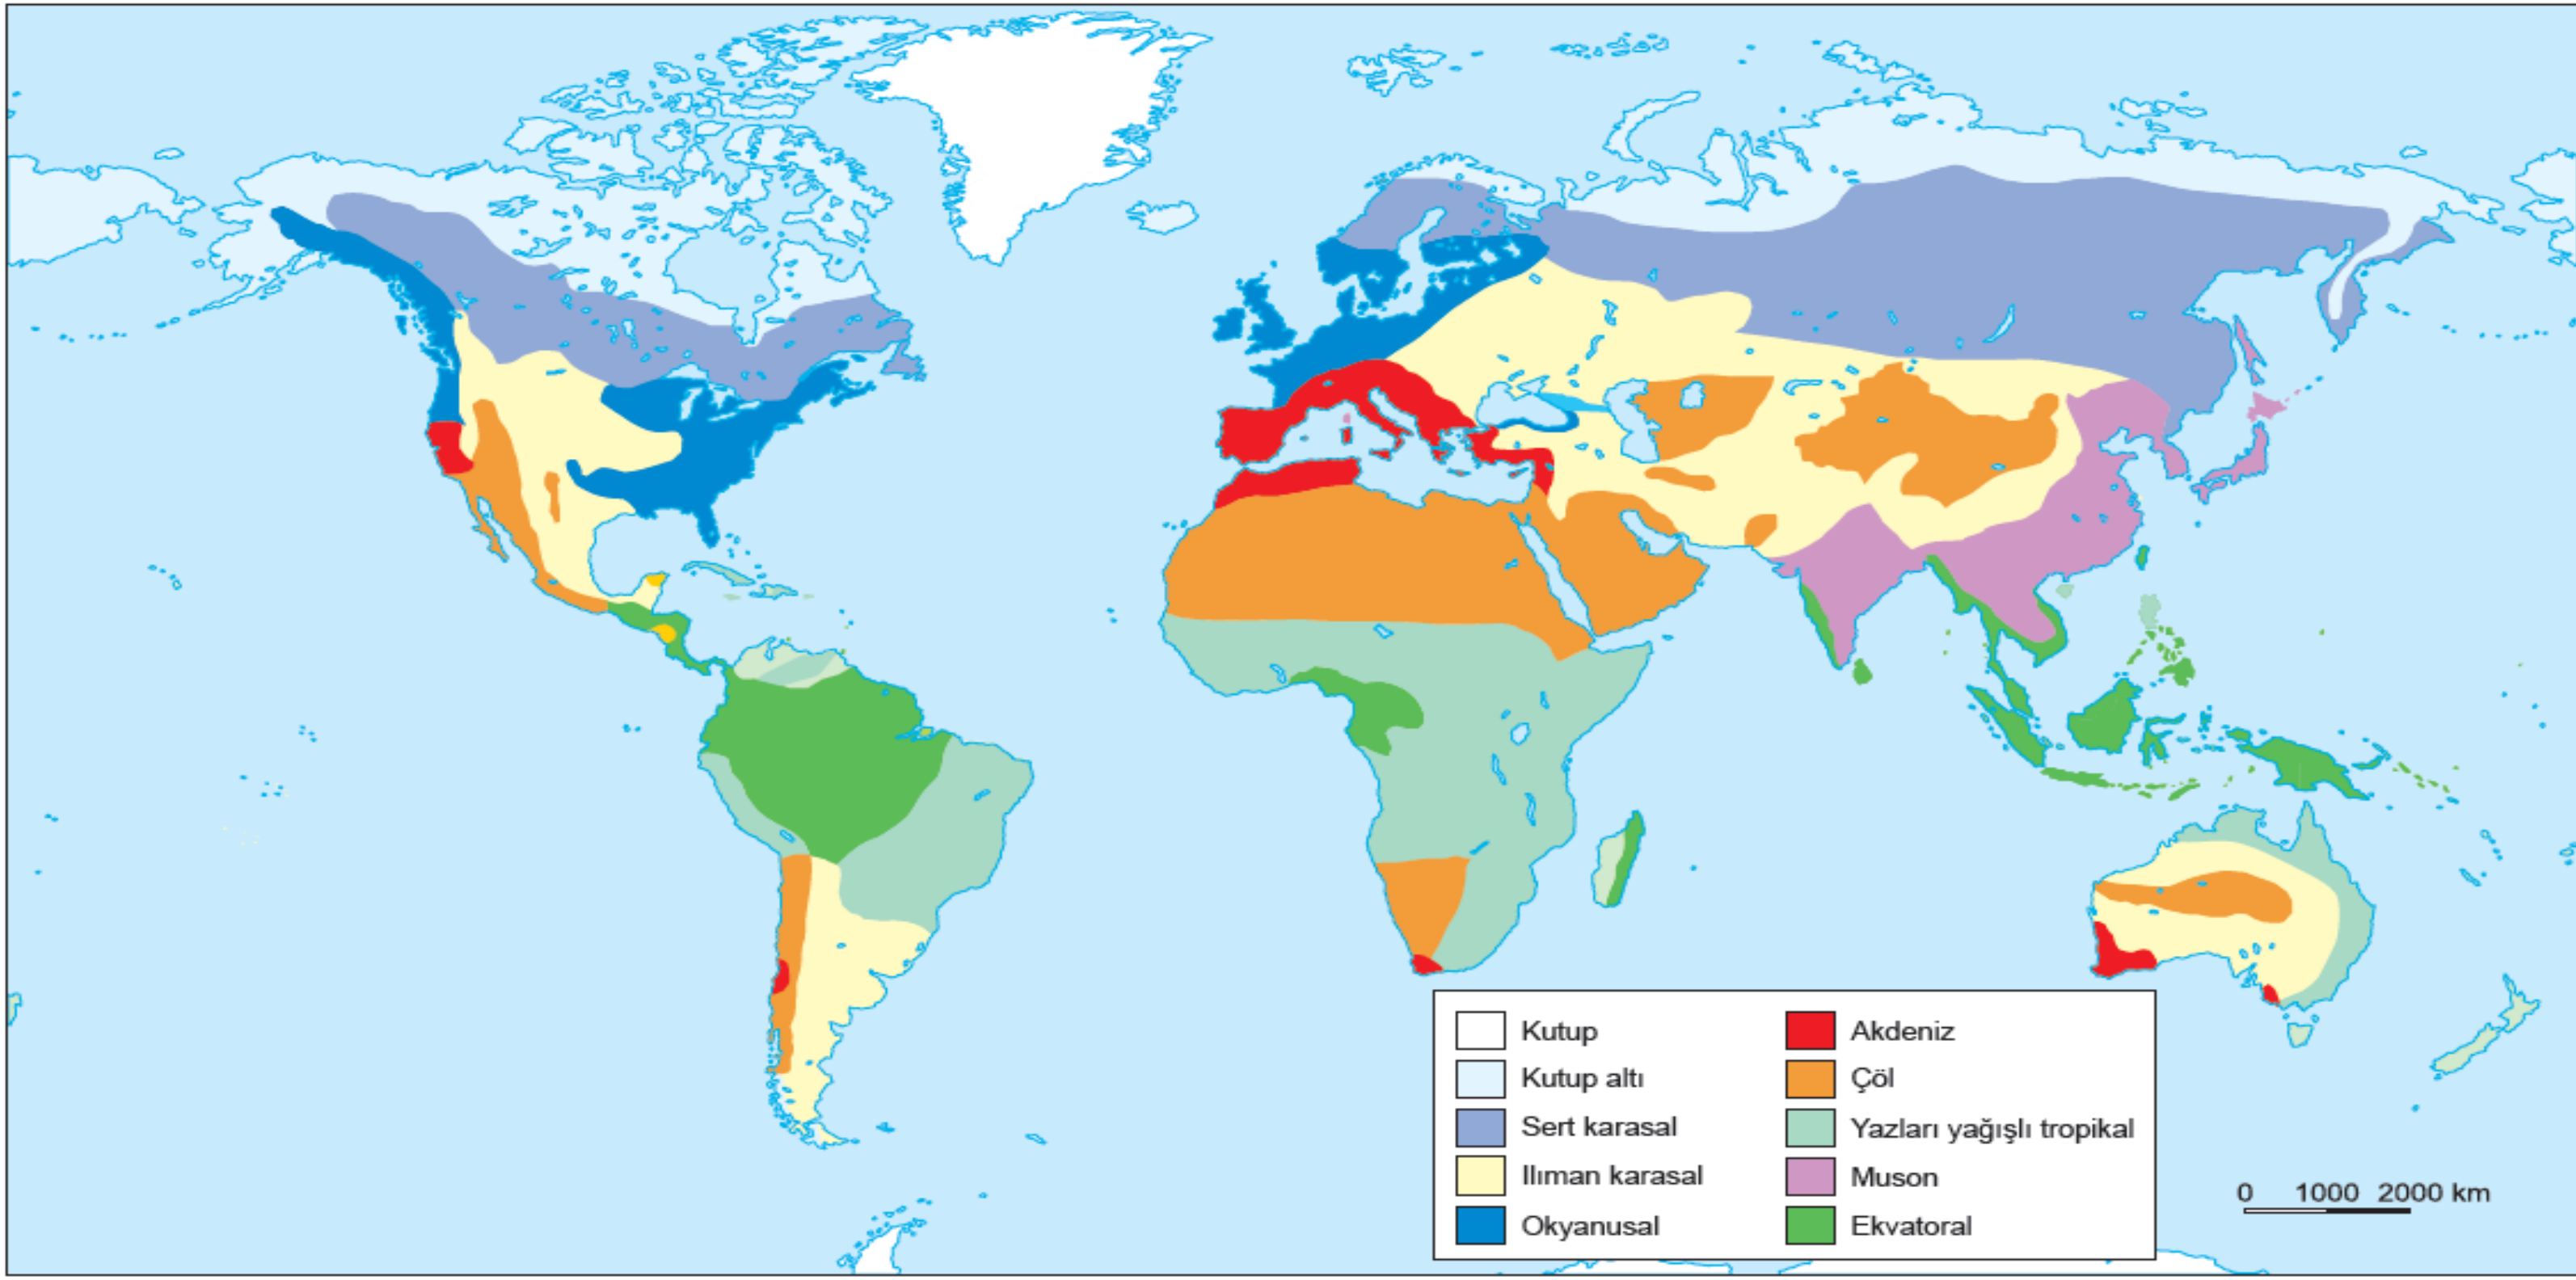 Kutup
Kutup altı
Sert karasal
Ilıman karasal
Okyanusal
Akdeniz
Çöl
Yazları yağışlı tropikal
Muson
Ekvatoral
0 1000 2000 km